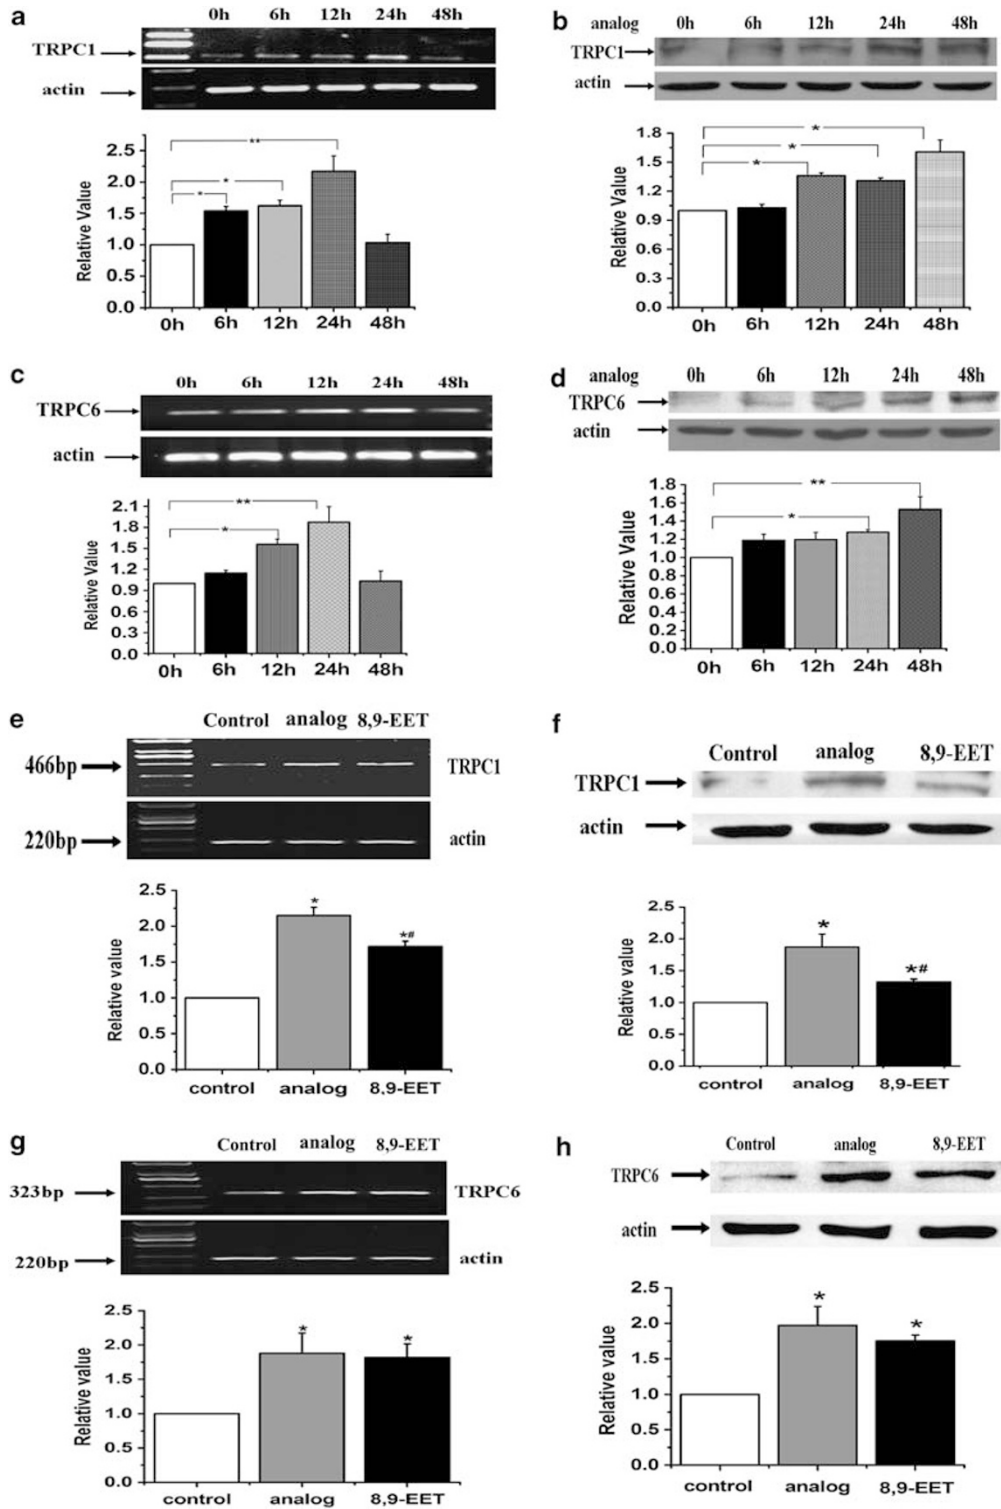 a
0h 6h 12h 24h 48h
TRPC1
actin
Relative Value
2.5
2.0
1.5
1.0
0.5
0.0
**
*
*
0h 6h 12h 24h 48h
b
analog 0h 6h 12h 24h 48h
TRPC1
actin
Relative Value
1.8
1.5
1.2
0.9
0.6
0.3
0.0
*
*
*
0h 6h 12h 24h 48h
c
0h 6h 12h 24h 48h
TRPC6
actin
Relative Value
2.1
1.8
1.5
1.2
0.9
0.6
0.3
0.0
**
*
0h 6h 12h 24h 48h
d
analog 0h 6h 12h 24h 48h
TRPC6
actin
Relative Value
1.8
1.6
1.4
1.2
1.0
0.8
0.6
0.4
0.2
0.0
**
*
0h 6h 12h 24h 48h
e
Control analog 8,9-EET
466bp TRPC1
220bp actin
Relative value
2.5
2.0
1.5
1.0
0.5
0.0
*
*#
control analog 8,9-EET
f
Control analog 8,9-EET
TRPC1
actin
Relative value
2.5
2.0
1.5
1.0
0.5
0.0
*
*#
control analog 8,9-EET
g
Control analog 8,9-EET
323bp TRPC6
220bp actin
Relative value
2.5
2.0
1.5
1.0
0.5
0.0
*
*
control analog 8,9-EET
h
Control analog 8,9-EET
TRPC6
actin
Relative value
2.5
2.0
1.5
1.0
0.5
0.0
*
*
control analog 8,9-EET